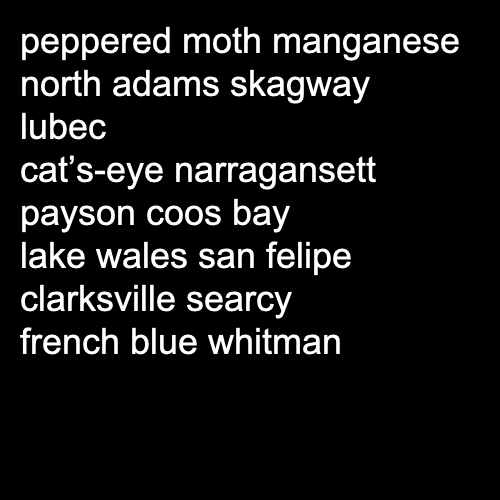 peppered moth manganese
north adams skagway
lubec
cat’s-eye narragansett
payson coos bay
lake wales san felipe
clarksville searcy
french blue whitman